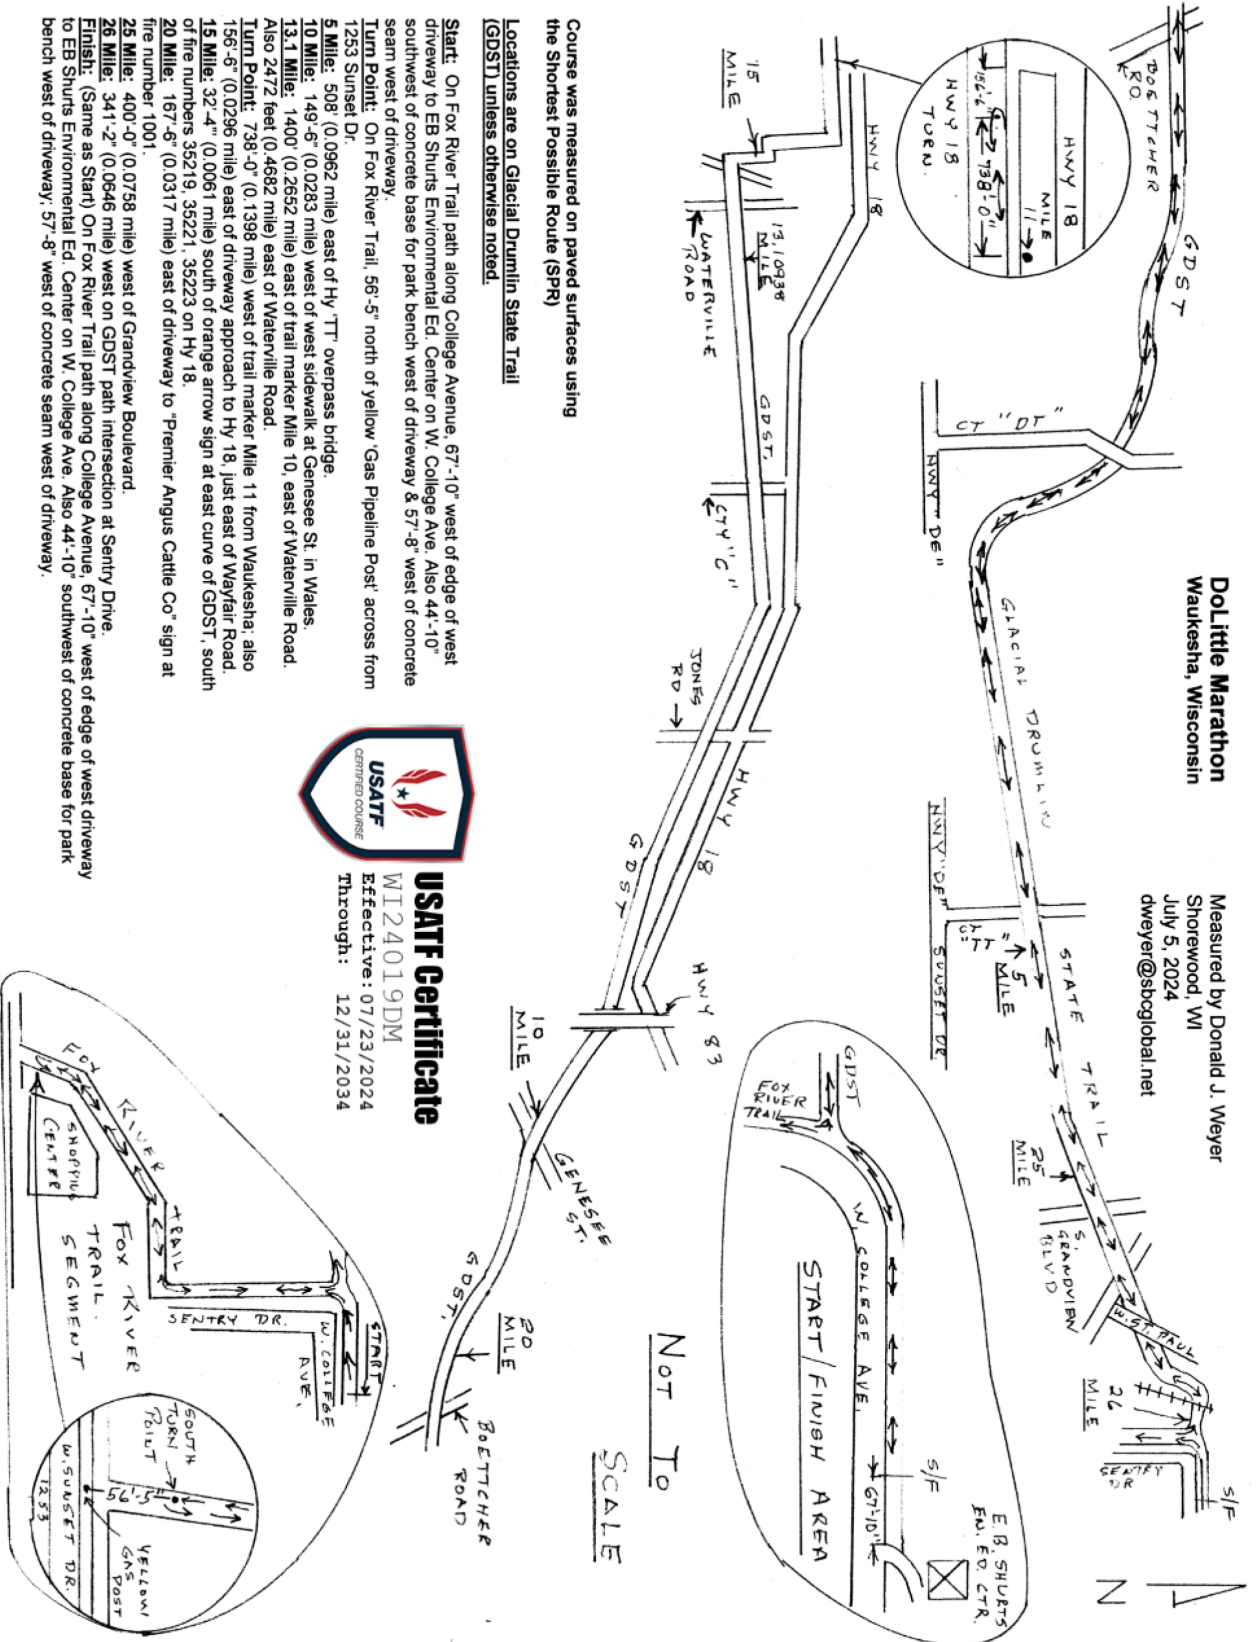 DoLittle Marathon
Waukesha, Wisconsin
Measured by Donald J. Weyer
Shorewood, WI
July 5, 2024
dweyer@sbcglobal.net
BOETTCHER
RD.
GDST
CT "DT"
HWY "DE"
GLACIAL DRUMLIN
STATE TRAIL
HWY "DE"
SUNSET DR.
CT
"TT"
5
MILE
25
MILE
S.
GRANDVIEW
BLVD
W. ST. PAUL
26
MILE
SENTRY
DR
S/F
N
HWY 18
MILE
11
156'-6"
738'-0"
HWY 18
TURN.
15
MILE
HWY 18
13.10938
MILE
WATERVILLE
ROAD
GDST.
CTY "C"
JONES
RD
HWY 18
GDST
HWY 83
10
MILE
GENESEE
ST.
GDST.
20
MILE
BOETTCHER
ROAD
GDST
FOX
RIVER
TRAIL
W. COLLEGE AVE.
START/FINISH AREA
S/F
67'-10"
E.B. SHURTS
EN. ED. CTR.
NOT TO
SCALE
Course was measured on paved surfaces using
the Shortest Possible Route (SPR)
Locations are on Glacial Drumlin State Trail
(GDST) unless otherwise noted.
Start: On Fox River Trail path along College Avenue, 67'-10" west of edge of west
driveway to EB Shurts Environmental Ed. Center on W. College Ave. Also 44'-10"
southwest of concrete base for park bench west of driveway & 57'-8" west of concrete
seam west of driveway.
Turn Point: On Fox River Trail, 56'-5" north of yellow 'Gas Pipeline Post' across from
1253 Sunset Dr.
5 Mile: 508' (0.0962 mile) east of Hy 'TT' overpass bridge.
10 Mile: 149'-6" (0.0283 mile) west of west sidewalk at Genesee St. in Wales.
13.1 Mile: 1400' (0.2652 mile) east of trail marker Mile 10, east of Waterville Road.
Also 2472 feet (0.4682 mile) east of Waterville Road.
Turn Point: 738'-0" (0.1398 mile) west of trail marker Mile 11 from Waukesha; also
156'-6" (0.0296 mile) east of driveway approach to Hy 18, just east of Wayfair Road.
15 Mile: 32'-4"' (0.0061 mile) south of orange arrow sign at east curve of GDST, south
of fire numbers 35219, 35221, 35223 on Hy 18.
20 Mile: 167'-6" (0.0317 mile) east of driveway to "Premier Angus Cattle Co" sign at
fire number 1001.
25 Mile: 400'-0" (0.0758 mile) west of Grandview Boulevard.
26 Mile: 341'-2" (0.0646 mile) west on GDST path intersection at Sentry Drive.
Finish: (Same as Start) On Fox River Trail path along College Avenue, 67'-10" west of edge of west driveway
to EB Shurts Environmental Ed. Center on W. College Ave. Also 44'-10" southwest of concrete base for park
bench west of driveway; 57'-8" west of concrete seam west of driveway.
USATF
CERTIFIED COURSE
USATF Certificate
WI24019DM
Effective: 07/23/2024
Through: 12/31/2034
FOX RIVER TRAIL
SHOPPING
CENTER
FOX RIVER
TRAIL
SEGMENT
SENTRY DR.
W. COLLEGE
AVE,
START
SOUTH
TURN
POINT
56'-5"
W. SUNSET DR.
1253
YELLOW
GAS
POST